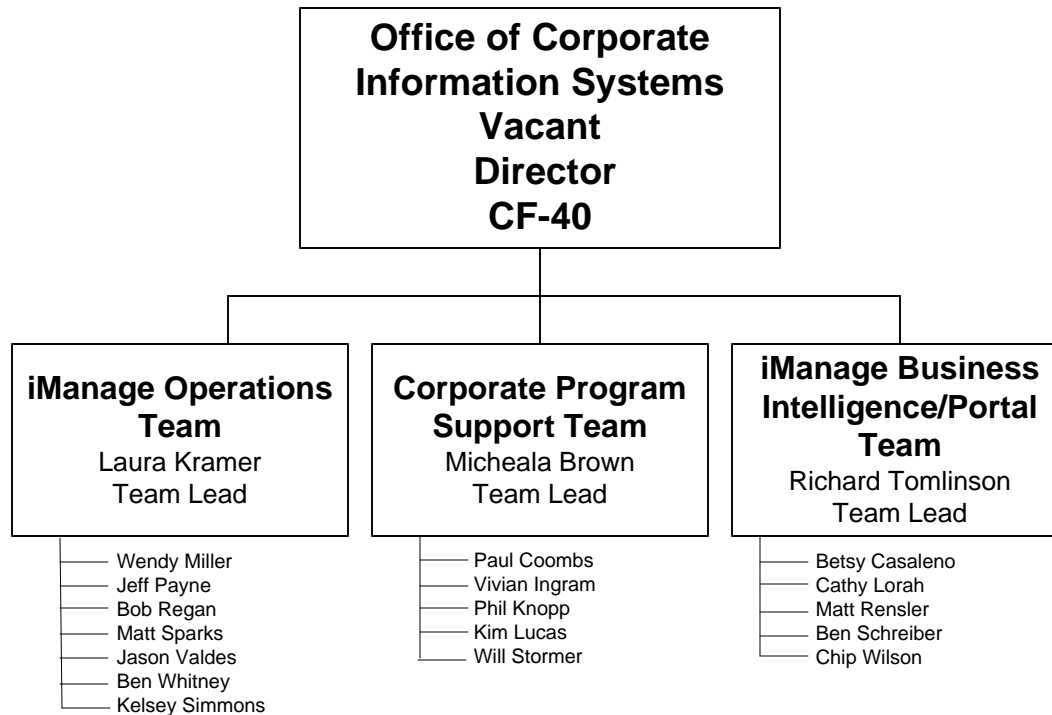 Office of Corporate
Information Systems
Vacant
Director
CF-40
iManage Operations
Team
Laura Kramer
Team Lead
Wendy Miller
Jeff Payne
Bob Regan
Matt Sparks
Jason Valdes
Ben Whitney
Kelsey Simmons
Corporate Program
Support Team
Micheala Brown
Team Lead
Paul Coombs
Vivian Ingram
Phil Knopp
Kim Lucas
Will Stormer
iManage Business
Intelligence/Portal
Team
Richard Tomlinson
Team Lead
Betsy Casaleno
Cathy Lorah
Matt Rensler
Ben Schreiber
Chip Wilson